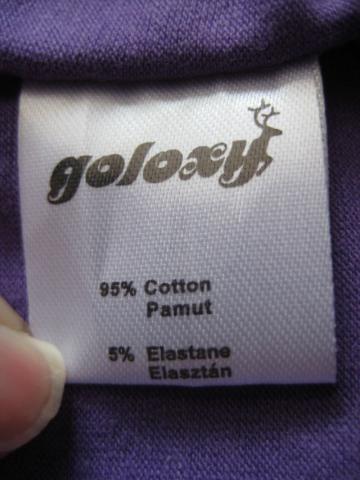 goloxy
95% Cotton
Pamut
5% Elastane
Elasztán